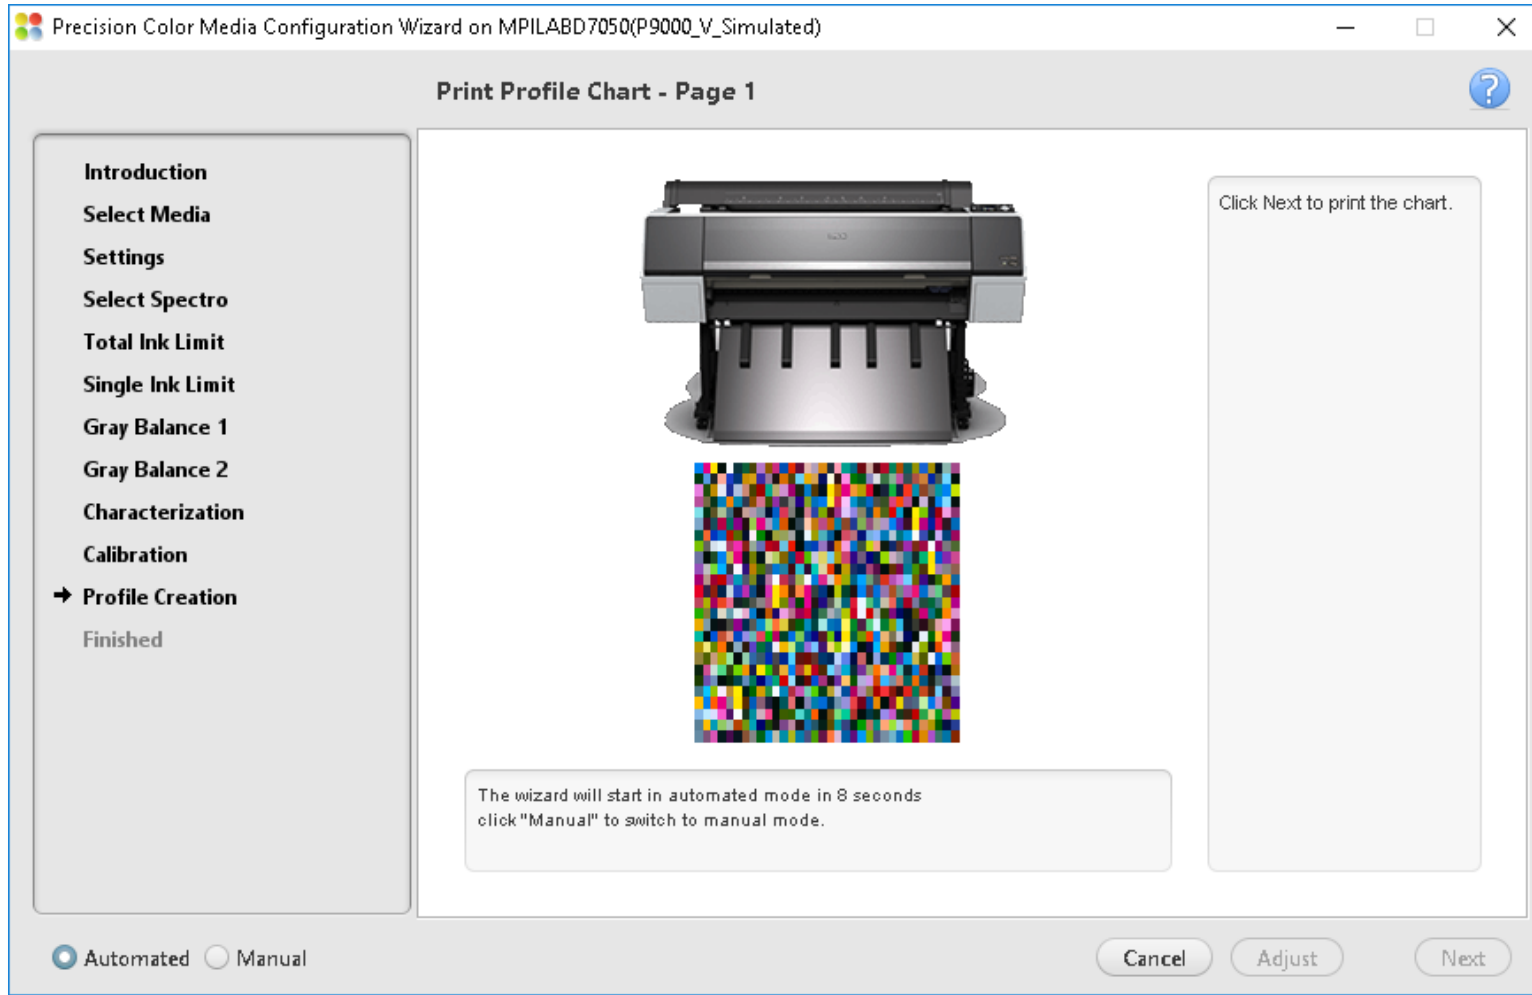 Precision Color Media Configuration Wizard on MPILABD7050(P9000_V_Simulated)
Print Profile Chart - Page 1
?
Introduction
Select Media
Settings
Select Spectro
Total Ink Limit
Single Ink Limit
Gray Balance 1
Gray Balance 2
Characterization
Calibration
Profile Creation
Finished
Click Next to print the chart.
The wizard will start in automated mode in 8 seconds
click "Manual" to switch to manual mode.
Automated Manual
Cancel Adjust Next